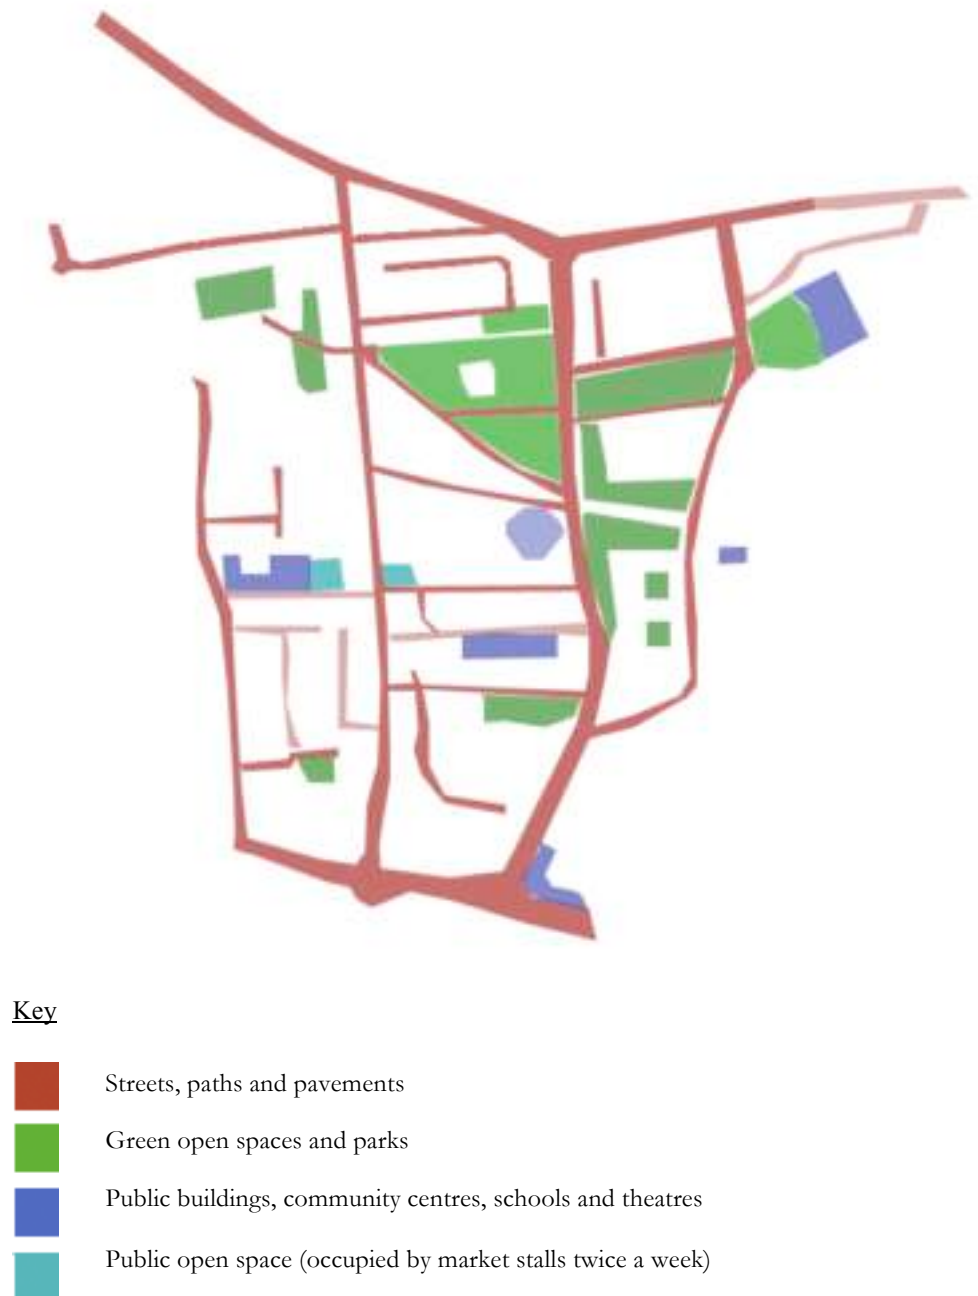 Key
Streets, paths and pavements
Green open spaces and parks
Public buildings, community centres, schools and theatres
Public open space (occupied by market stalls twice a week)